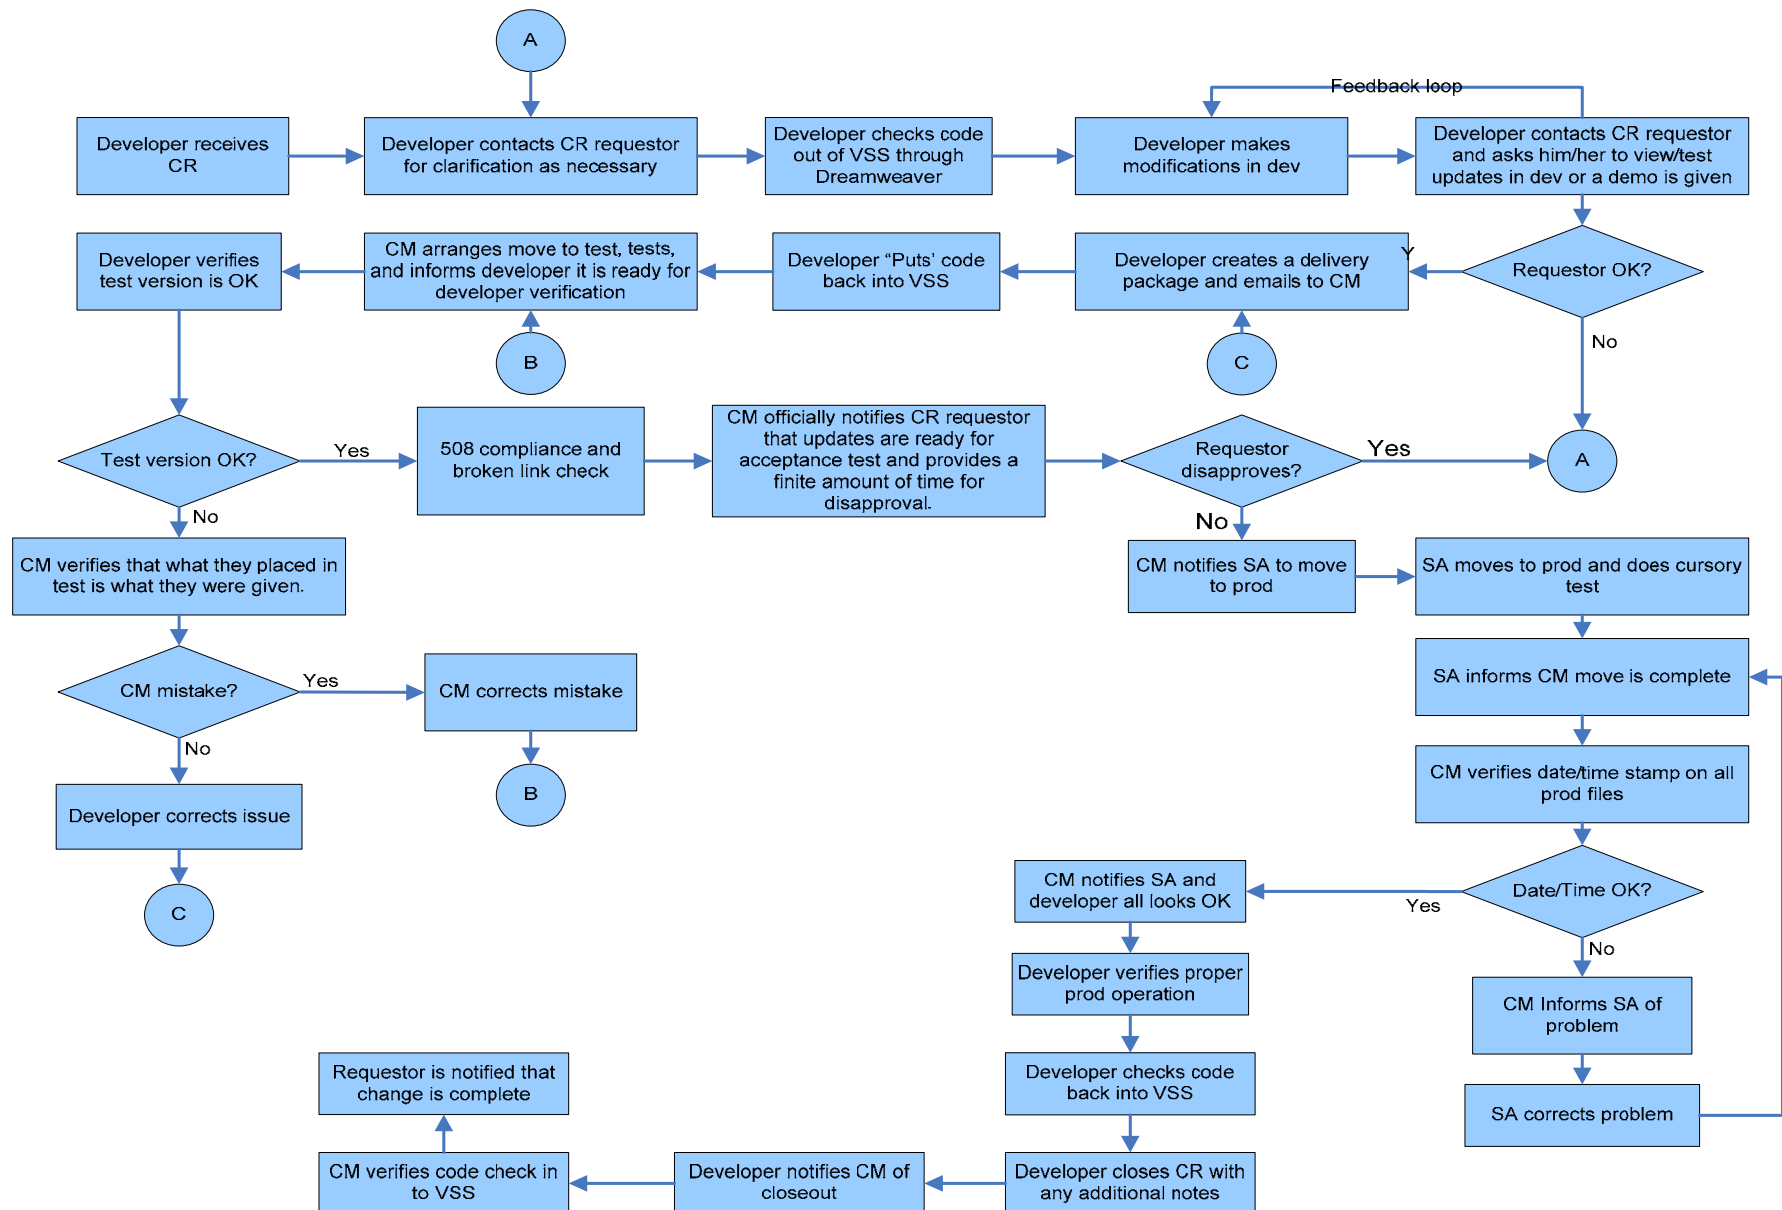 A
Feedback loop
Developer receives
CR
Developer contacts CR requestor
for clarification as necessary
Developer checks code
out of VSS through
Dreamweaver
Developer makes
modifications in dev
Developer contacts CR requestor
and asks him/her to view/test
updates in dev or a demo is given
Developer verifies
test version is OK
CM arranges move to test, tests,
and informs developer it is ready for
developer verification
Developer “Puts’ code
back into VSS
Developer creates a delivery
package and emails to CM
Y
Requestor OK?
No
B
C
Test version OK?
Yes
508 compliance and
broken link check
CM officially notifies CR requestor
that updates are ready for
acceptance test and provides a
finite amount of time for
disapproval.
Requestor
disapproves?
Yes
A
No
No
CM verifies that what they placed in
test is what they were given.
CM notifies SA to move
to prod
SA moves to prod and does cursory
test
CM mistake?
Yes
CM corrects mistake
SA informs CM move is complete
No
B
CM verifies date/time stamp on all
prod files
Developer corrects issue
C
CM notifies SA and
developer all looks OK
Yes
Date/Time OK?
No
Developer verifies proper
prod operation
CM Informs SA of
problem
Requestor is notified that
change is complete
Developer checks code
back into VSS
SA corrects problem
CM verifies code check in
to VSS
Developer notifies CM of
closeout
Developer closes CR with
any additional notes